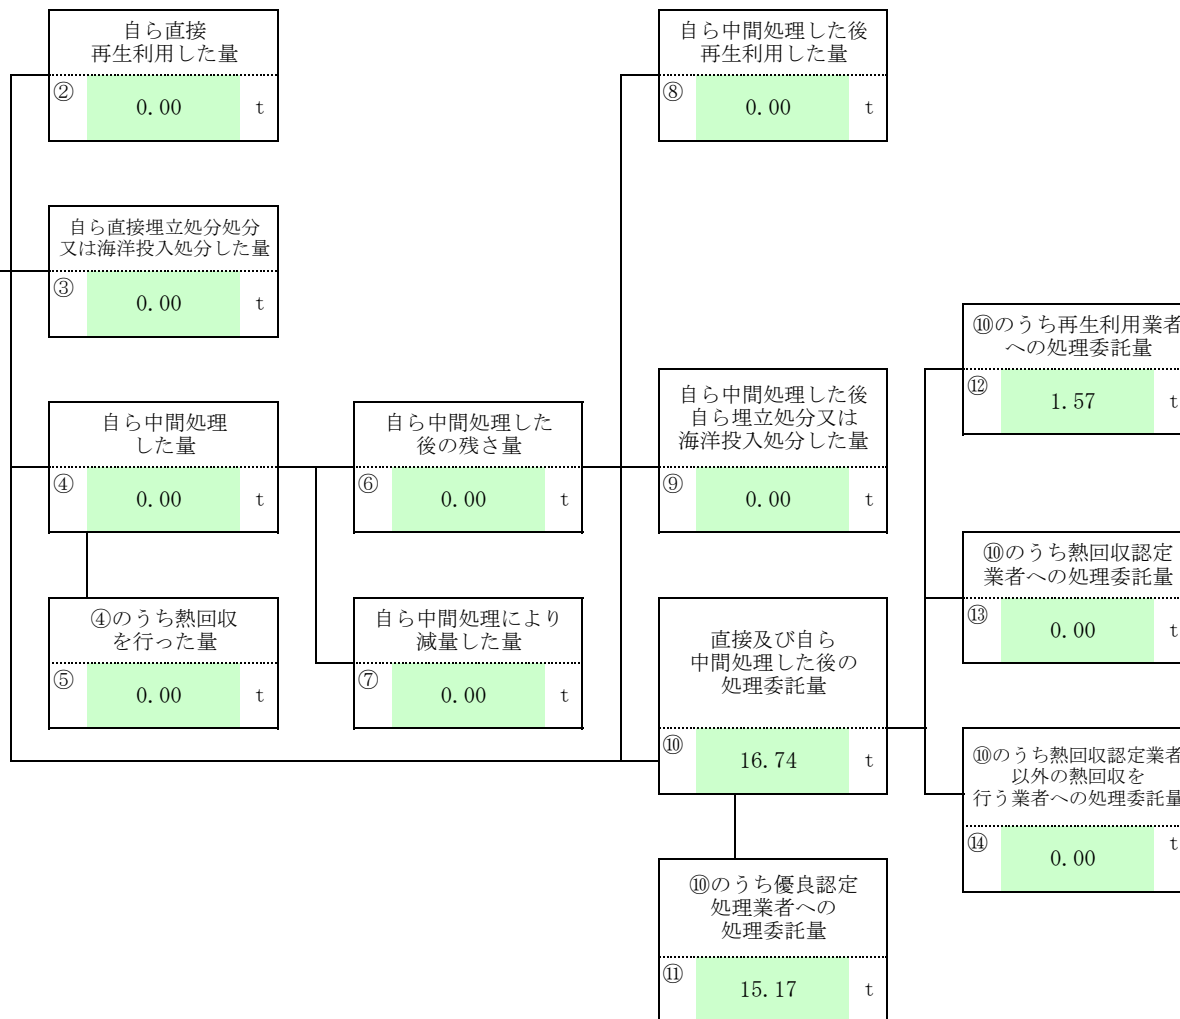 自ら直接
再生利用した量
② 0.00 t
自ら中間処理した後
再生利用した量
⑧ 0.00 t
自ら直接埋立処分処分
又は海洋投入処分した量
③ 0.00 t
⑩のうち再生利用業者
への処理委託量
⑫ 1.57 t
自ら中間処理
した量
④ 0.00 t
自ら中間処理した
後の残さ量
⑥ 0.00 t
自ら中間処理した後
自ら埋立処分又は
海洋投入処分した量
⑨ 0.00 t
⑩のうち熱回収認定
業者への処理委託量
⑬ 0.00 t
④のうち熱回収
を行った量
⑤ 0.00 t
自ら中間処理により
減量した量
⑦ 0.00 t
直接及び自ら
中間処理した後の
処理委託量
⑩ 16.74 t
⑩のうち熱回収認定業者
以外の熱回収を
行う業者への処理委託量
⑭ 0.00 t
⑩のうち優良認定
処理業者への
処理委託量
⑪ 15.17 t